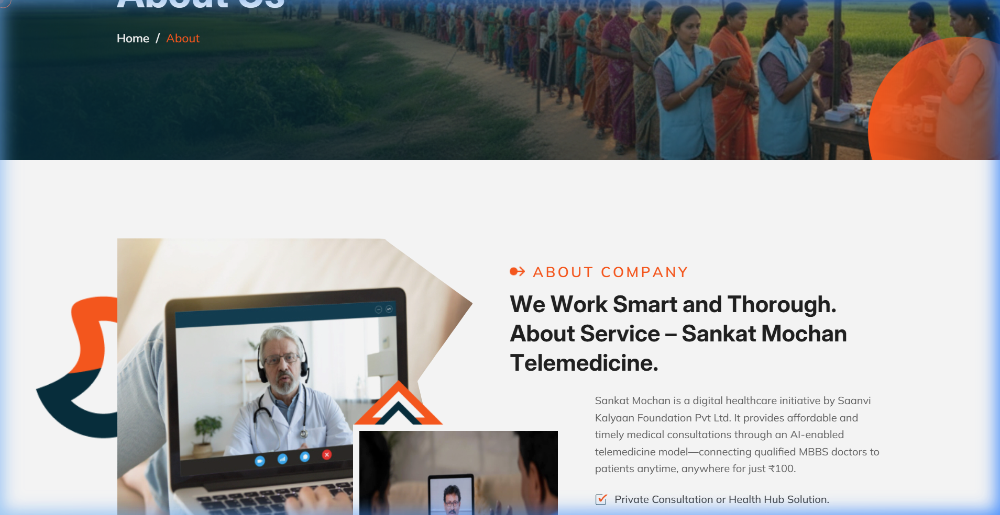 About Us
Home / About
ABOUT COMPANY
We Work Smart and Thorough.
About Service – Sankat Mochan
Telemedicine.
Sankat Mochan is a digital healthcare initiative by Saanvi
Kalyaan Foundation Pvt Ltd. It provides affordable and
timely medical consultations through an AI-enabled
telemedicine model—connecting qualified MBBS doctors to
patients anytime, anywhere for just ₹100.
Private Consultation or Health Hub Solution.